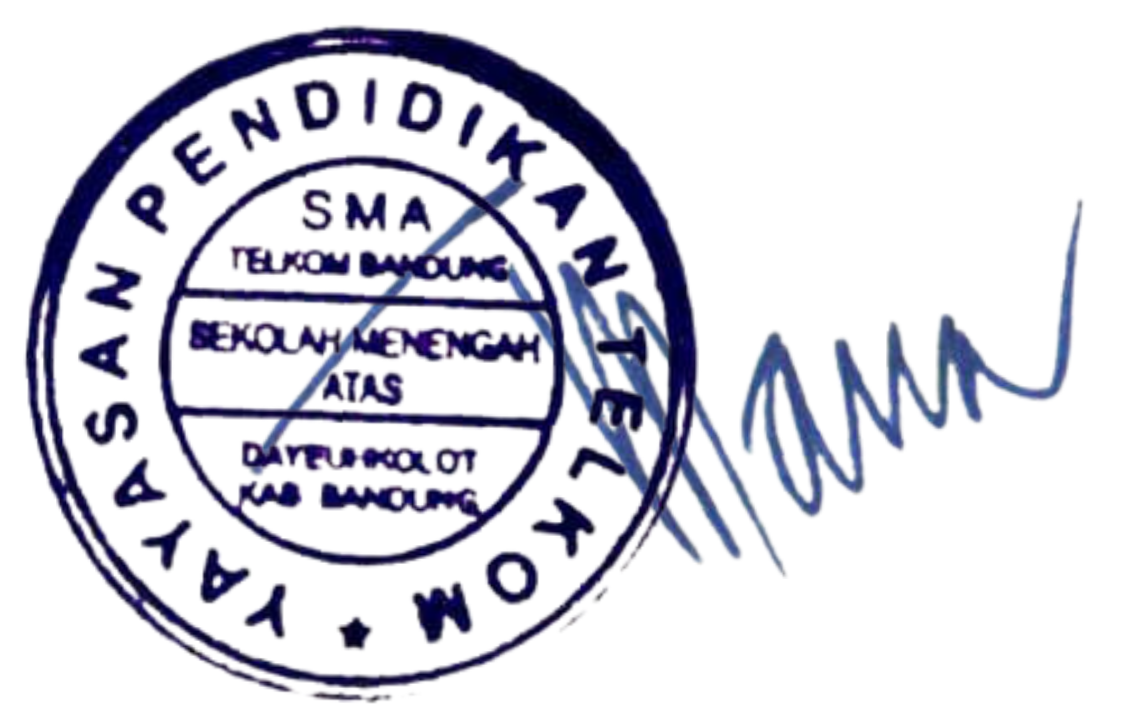 YAYASAN PENDIDIKAN TELKOM
SMA
TELKOM BANDUNG
SEKOLAH MENENGAH
ATAS
DAYEUHKOLOT
KAB BANDUNG